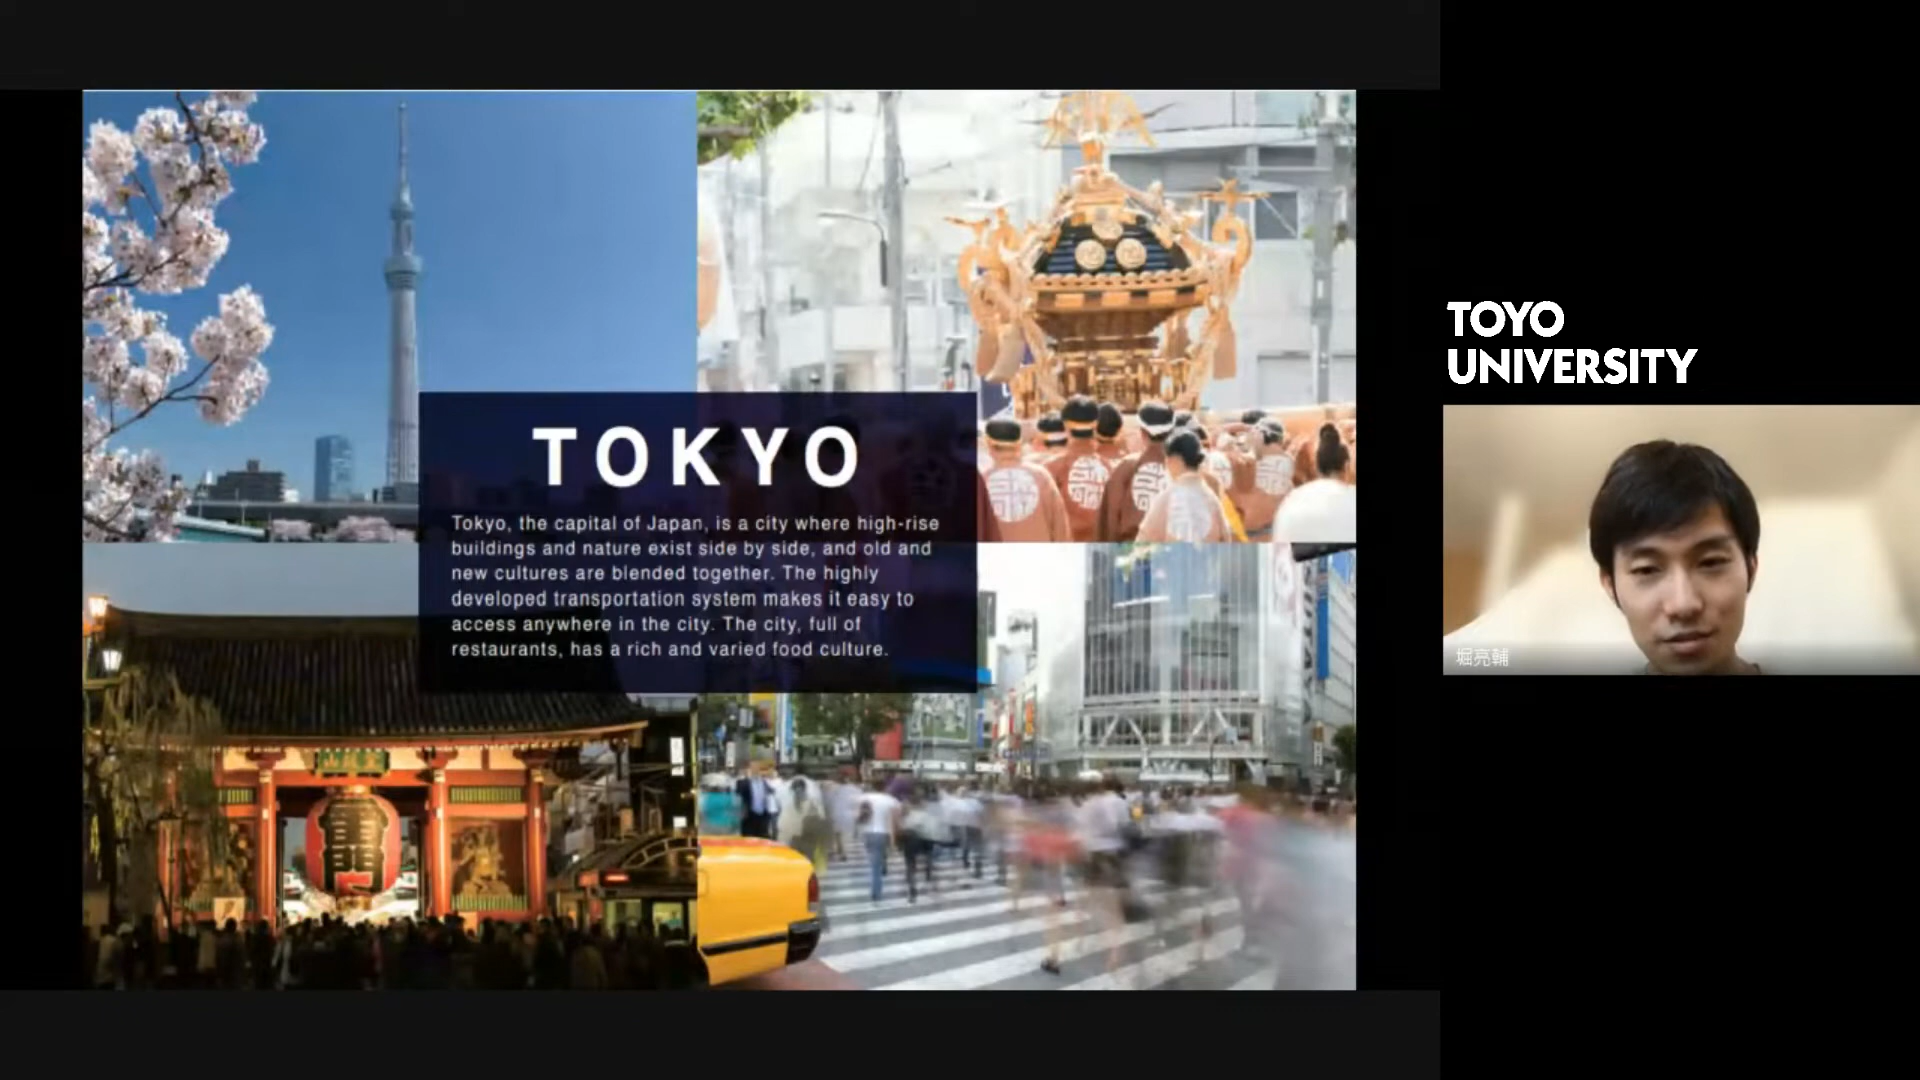 TOKYO
Tokyo, the capital of Japan, is a city where high-rise
buildings and nature exist side by side, and old and
new cultures are blended together. The highly
developed transportation system makes it easy to
access anywhere in the city. The city, full of
restaurants, has a rich and varied food culture.
TOYO
UNIVERSITY
堀亮輔